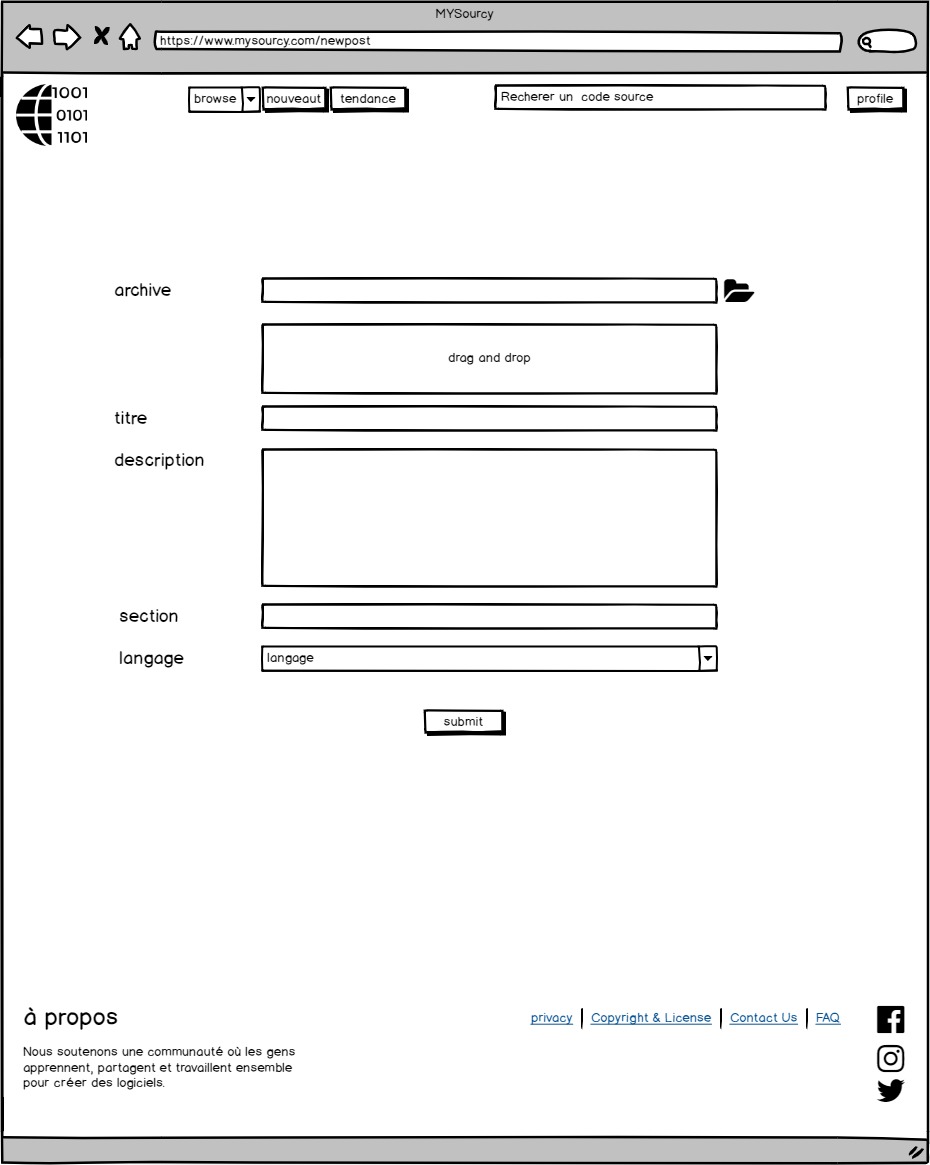 MYSourcy
https://www.mysourcy.com/newpost
1001
0101
1101
browse nouveaut tendance Recherer un code source profile
archive
drag and drop
titre
description
section
langage langage
submit
à propos
privacy Copyright & License Contact Us FAQ
Nous soutenons une communauté où les gens
apprennent, partagent et travaillent ensemble
pour créer des logiciels.